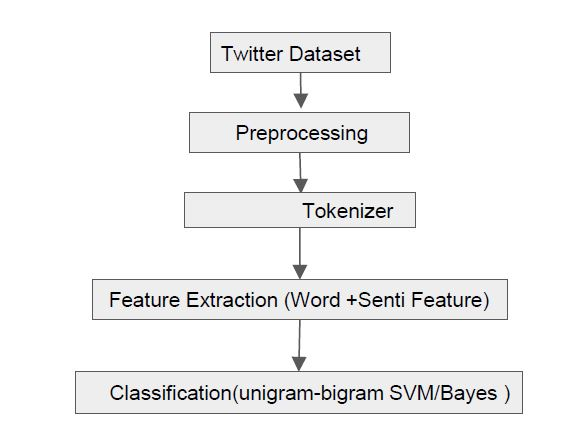 Twitter Dataset
Preprocessing
Tokenizer
Feature Extraction (Word +Senti Feature)
Classification(unigram-bigram SVM/Bayes )